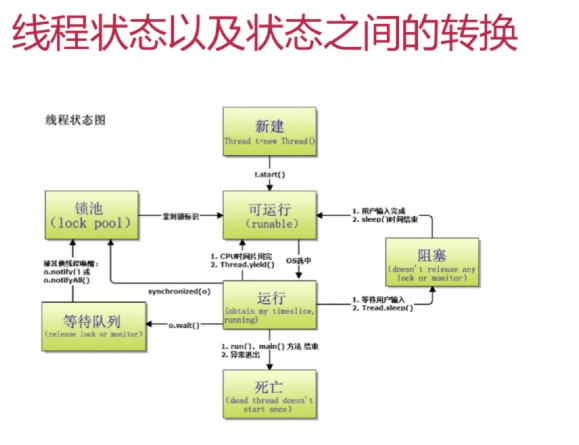 线程状态以及状态之间的转换
线程状态图
新建
Thread t=new Thread()
t.start()
锁池
(lock pool)
拿到锁标识
可运行
(runable)
1. 用户输入完成
2. sleep()时间结束
阻塞
(doesn't release any
lock or monitor)
被其他线程唤醒:
o.notify() 或
o.notifyAll()
1. CPU时间片用完
2. Thread.yield()
OS选中
synchronized(o)
运行
(obtain my timeslice,
running)
1. 等待用户输入
2. Tread.sleep()
等待队列
(release lock or monitor)
o.wait()
1. run()、main() 方法 结束
2. 异常退出
死亡
(dead thread doesn't
start once)